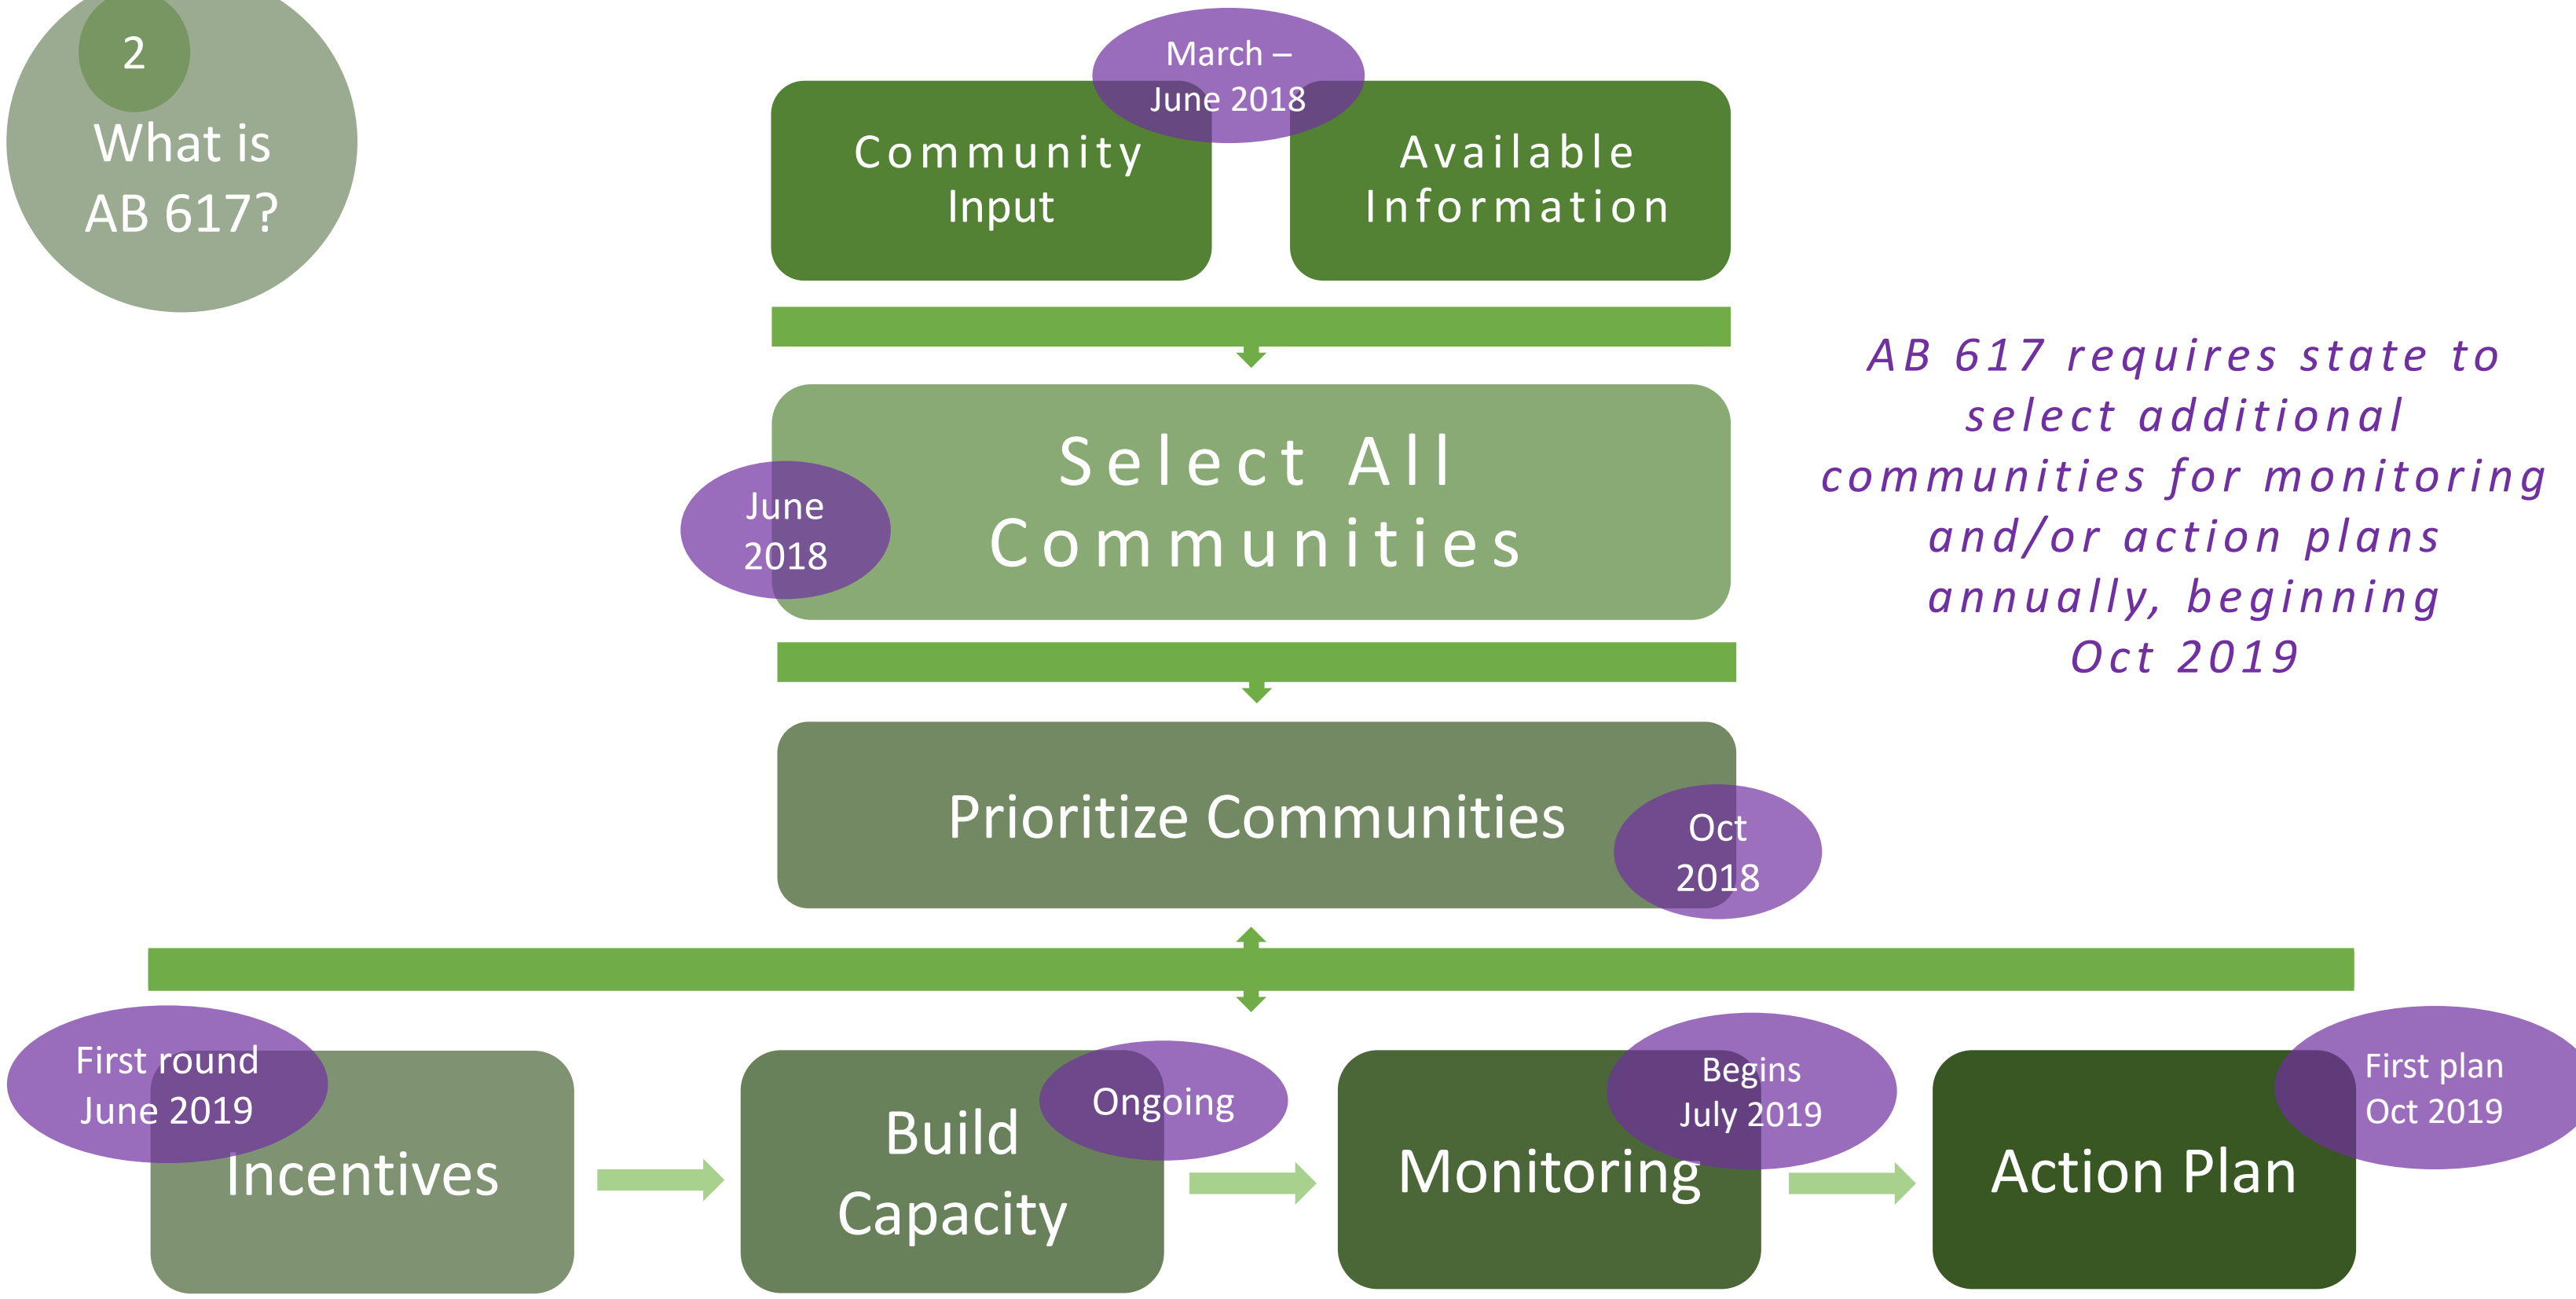 2
What is
AB 617?
March –
June 2018
Community
Input
Available
Information
AB 617 requires state to
select additional
communities for monitoring
and/or action plans
annually, beginning
Oct 2019
Select All
Communities
June
2018
Prioritize Communities
Oct
2018
First round
June 2019
Incentives
Build
Capacity
Ongoing
Monitoring
Begins
July 2019
Action Plan
First plan
Oct 2019